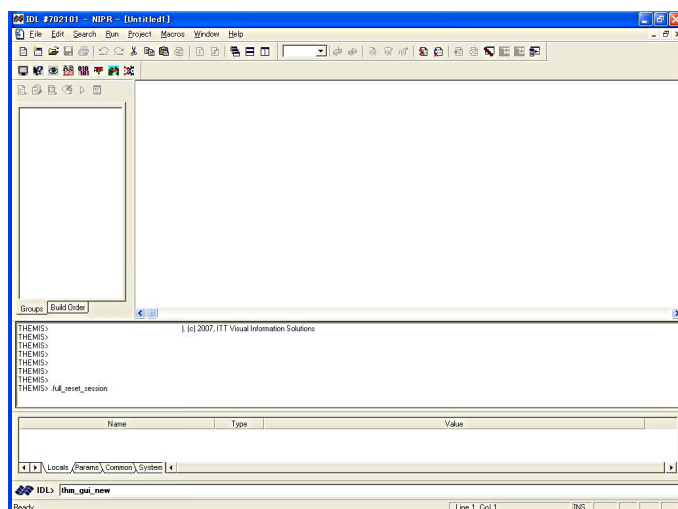 IDL #702101 - NIPR - [Untitled1]
File Edit Search Run Project Macros Window Help
Groups Build Order
THEMIS> ), (c) 2007, ITT Visual Information Solutions
THEMIS>
THEMIS>
THEMIS>
THEMIS>
THEMIS>
THEMIS>
THEMIS> .full_reset_session
Name Type Value
Locals Params Common System
IDL> thm_gui_new
Ready Line 1, Col 1 INS